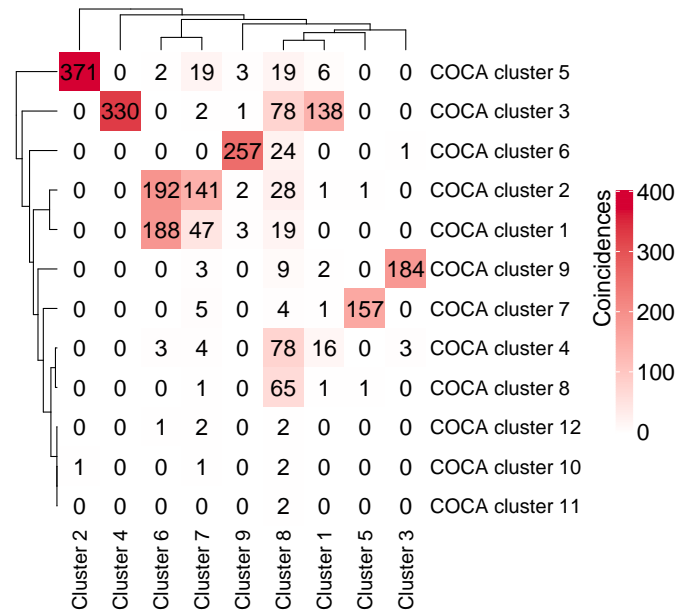 371 0 2 19 3 19 6 0 0 COCA cluster 5
0 330 0 2 1 78 138 0 0 COCA cluster 3
0 0 0 0 257 24 0 0 1 COCA cluster 6
0 0 192 141 2 28 1 1 0 COCA cluster 2
0 0 188 47 3 19 0 0 0 COCA cluster 1
0 0 0 3 0 9 2 0 184 COCA cluster 9
0 0 0 5 0 4 1 157 0 COCA cluster 7
0 0 3 4 0 78 16 0 3 COCA cluster 4
0 0 0 1 0 65 1 1 0 COCA cluster 8
0 0 1 2 0 2 0 0 0 COCA cluster 12
1 0 0 1 0 2 0 0 0 COCA cluster 10
0 0 0 0 0 2 0 0 0 COCA cluster 11
Cluster 2
Cluster 4
Cluster 6
Cluster 7
Cluster 9
Cluster 8
Cluster 1
Cluster 5
Cluster 3
Coincidences
400
300
200
100
0